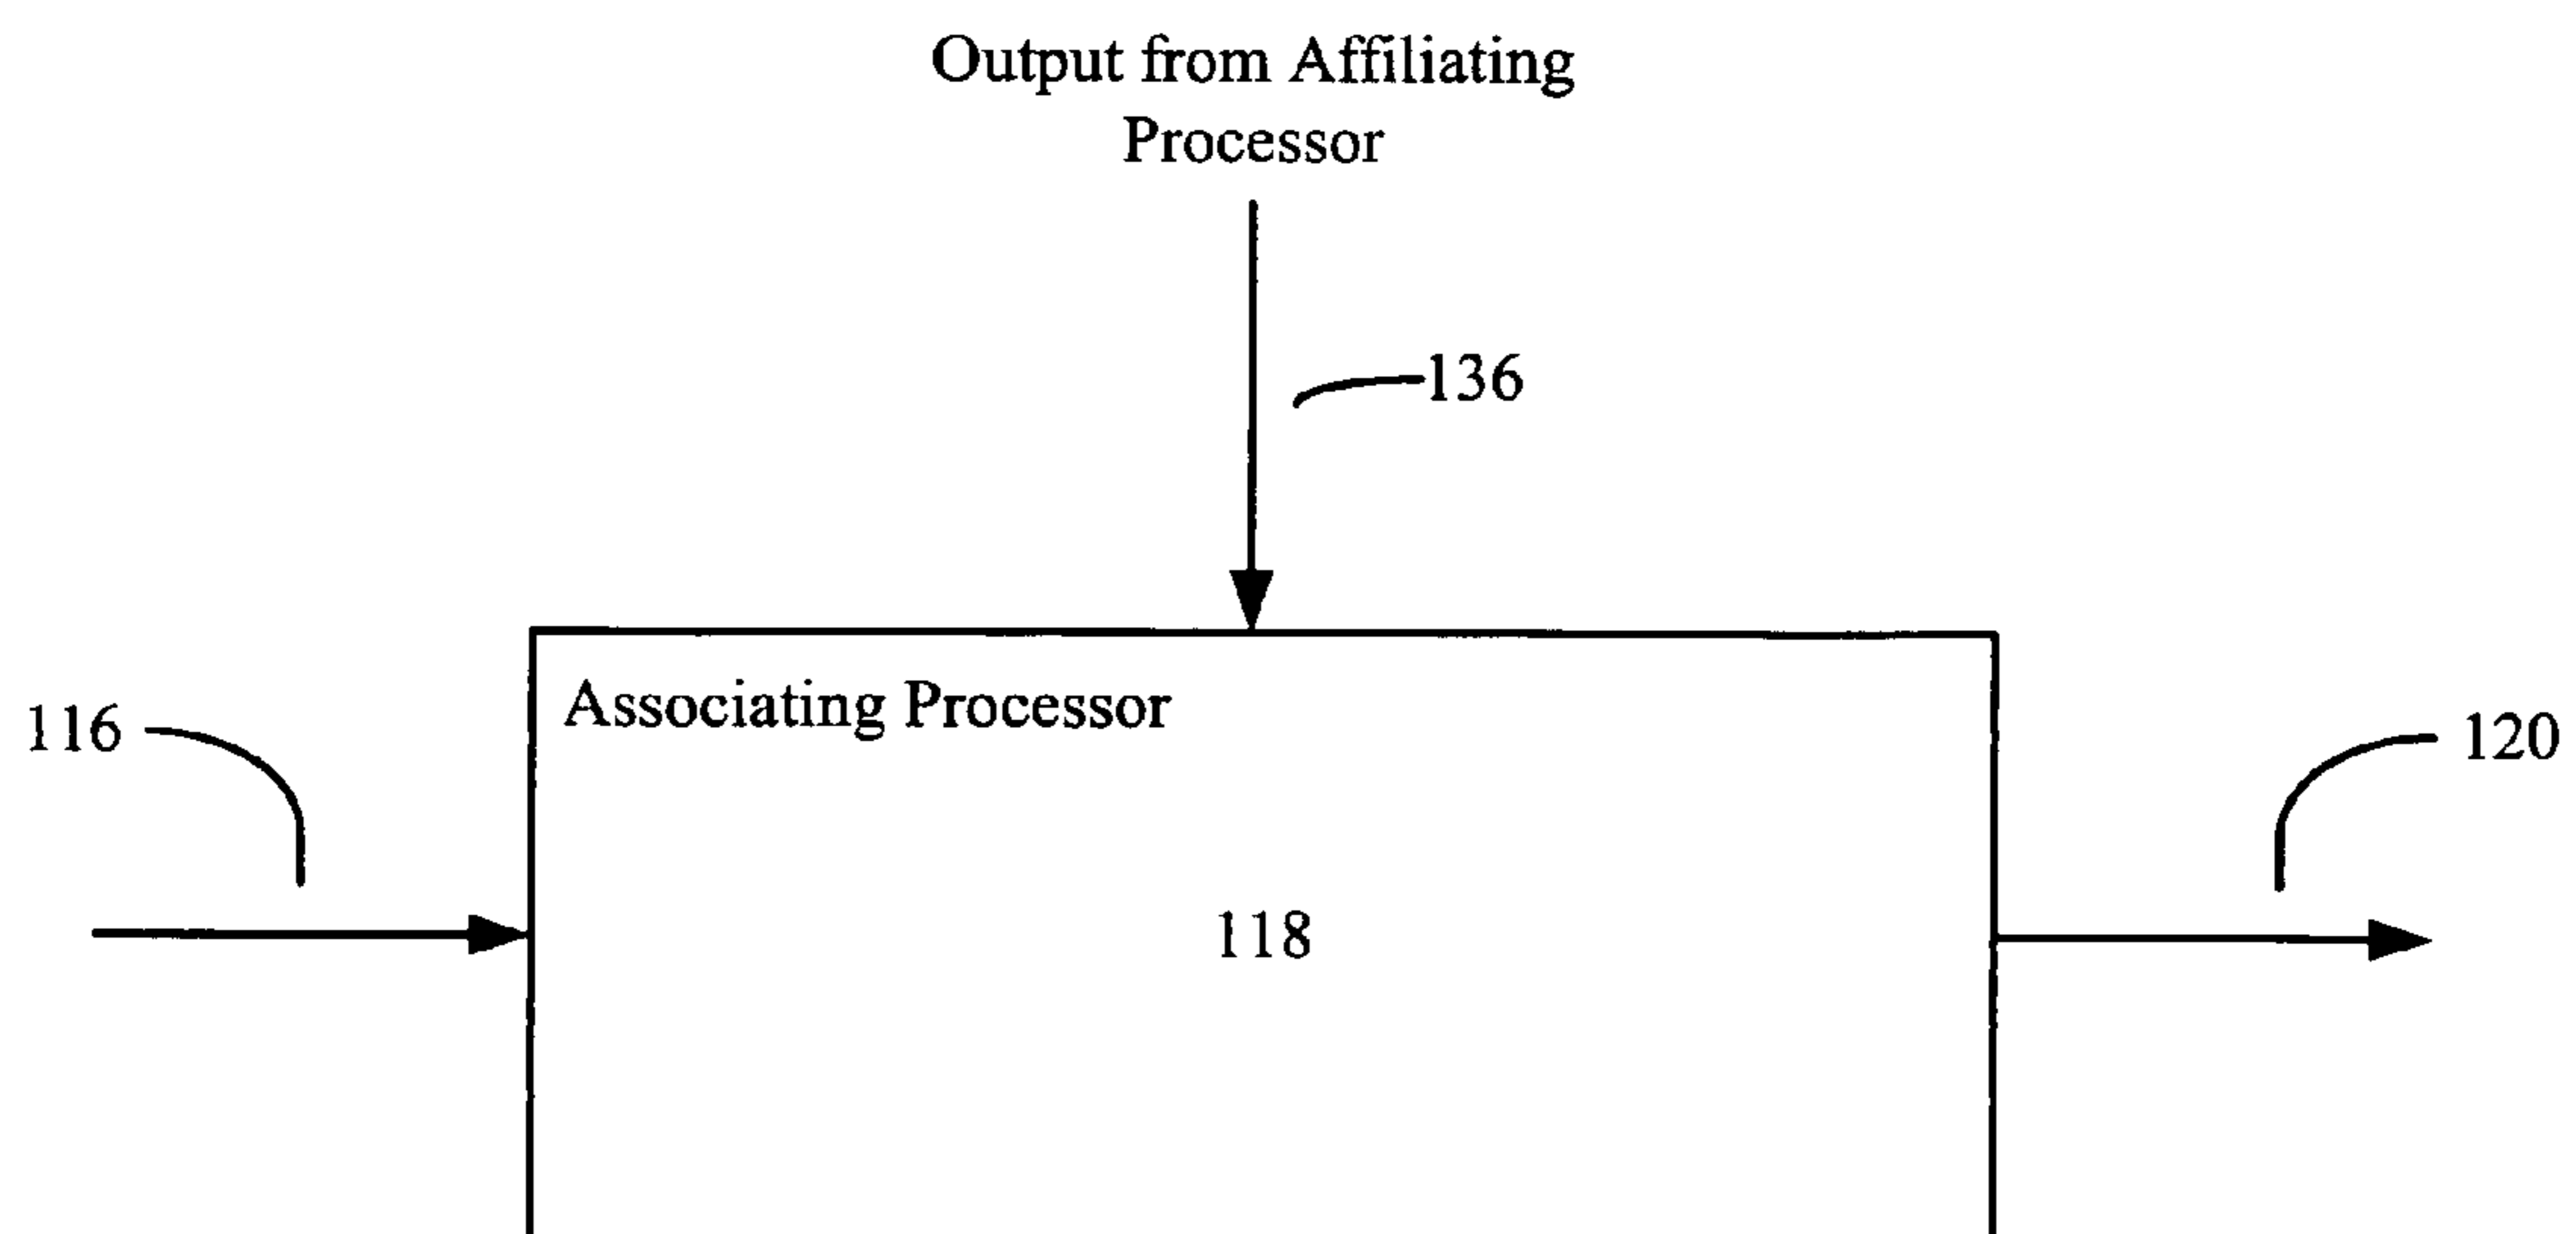 Output from Affiliating
Processor
136
Associating Processor
116
120
118